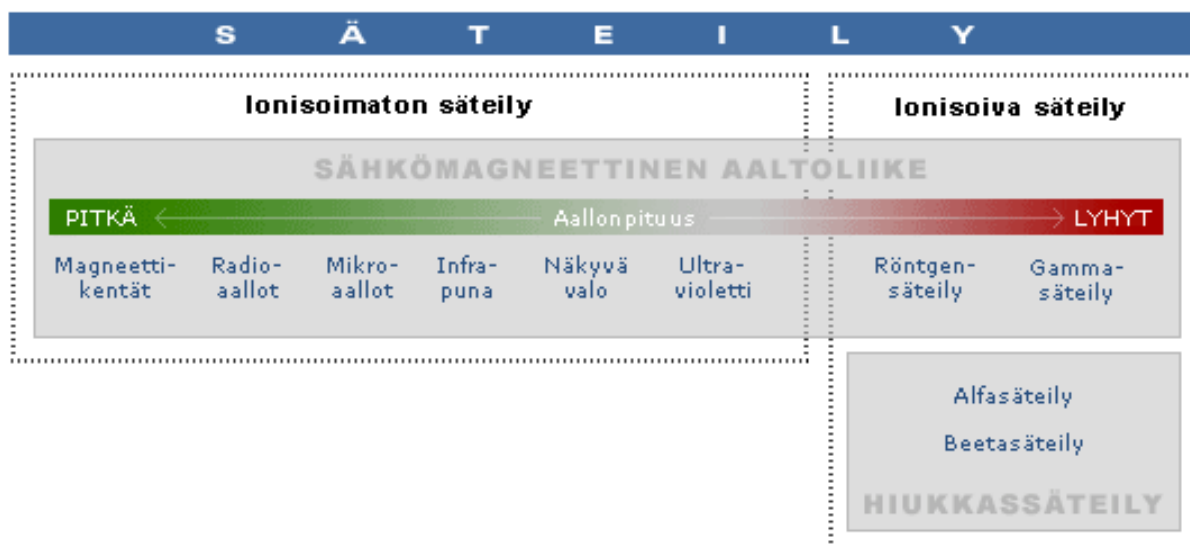 SÄTEILY
Ionisoimaton säteily
Ionisoiva säteily
SÄHKÖMAGNEETTINEN AALTOLIIKE
PITKÄ Aallonpituus LYHYT
Magneetti-
kentät
Radio-
aallot
Mikro-
aallot
Infra-
puna
Näkyvä
valo
Ultra-
violetti
Röntgen-
säteily
Gamma-
säteily
Alfasäteily
Beetasäteily
HIUKKASSÄTEILY